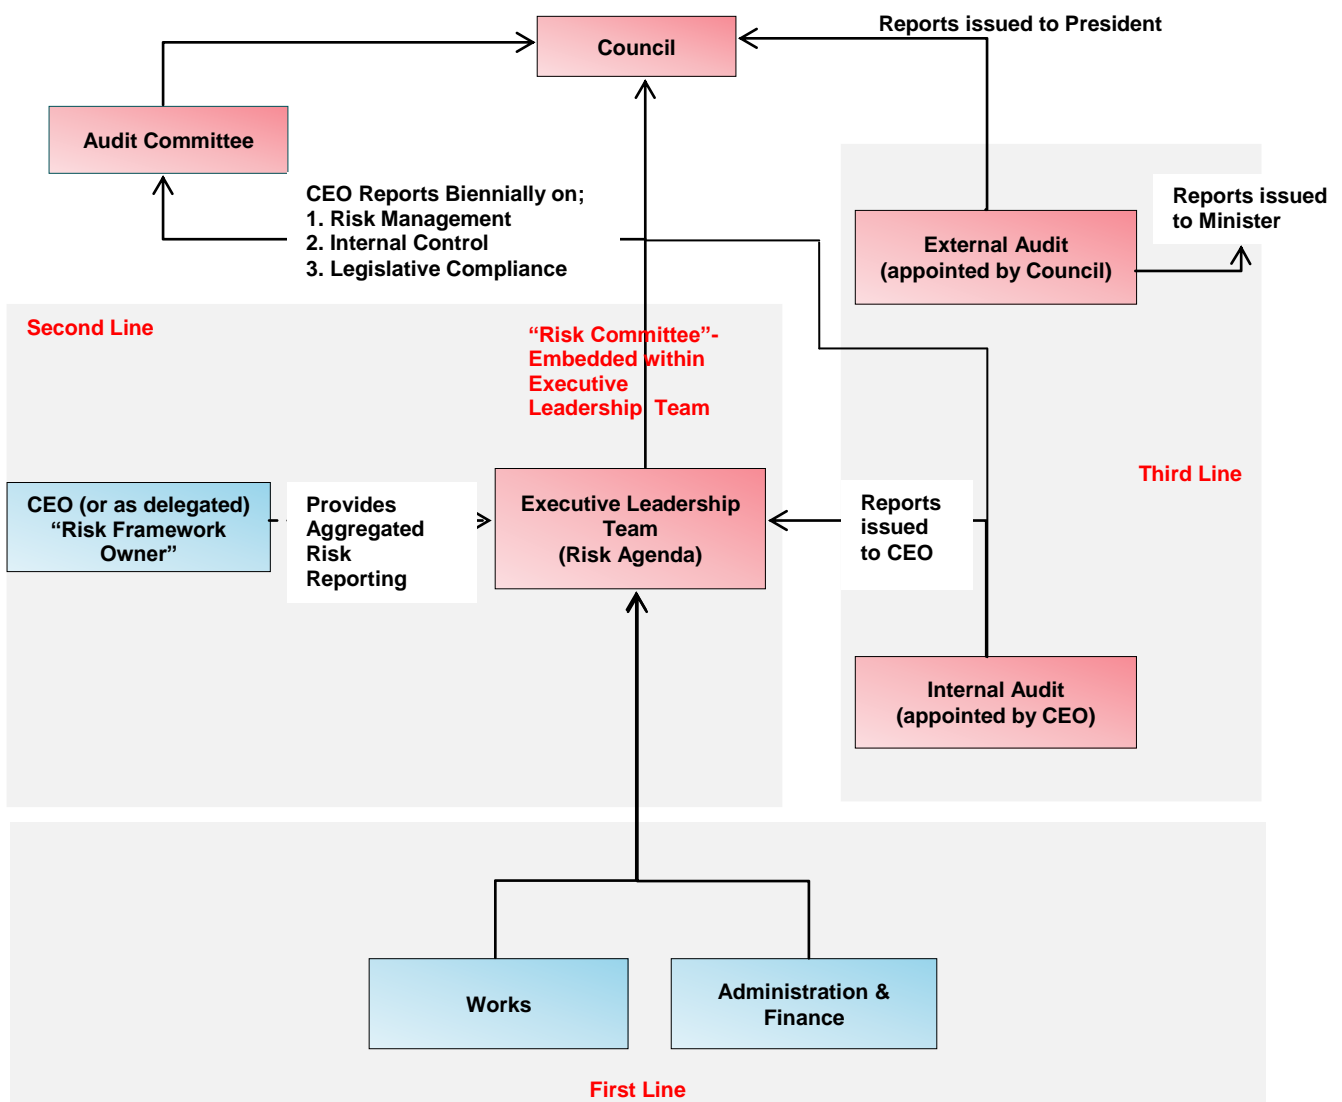 Reports issued to President
Council
Audit Committee
CEO Reports Biennially on;
1. Risk Management
2. Internal Control
3. Legislative Compliance
Reports issued
to Minister
External Audit
(appointed by Council)
Second Line
“Risk Committee”-
Embedded within
Executive
Leadership Team
Third Line
CEO (or as delegated)
“Risk Framework
Owner”
Provides
Aggregated
Risk
Reporting
Executive Leadership
Team
(Risk Agenda)
Reports
issued
to CEO
Internal Audit
(appointed by CEO)
Works
Administration &
Finance
First Line